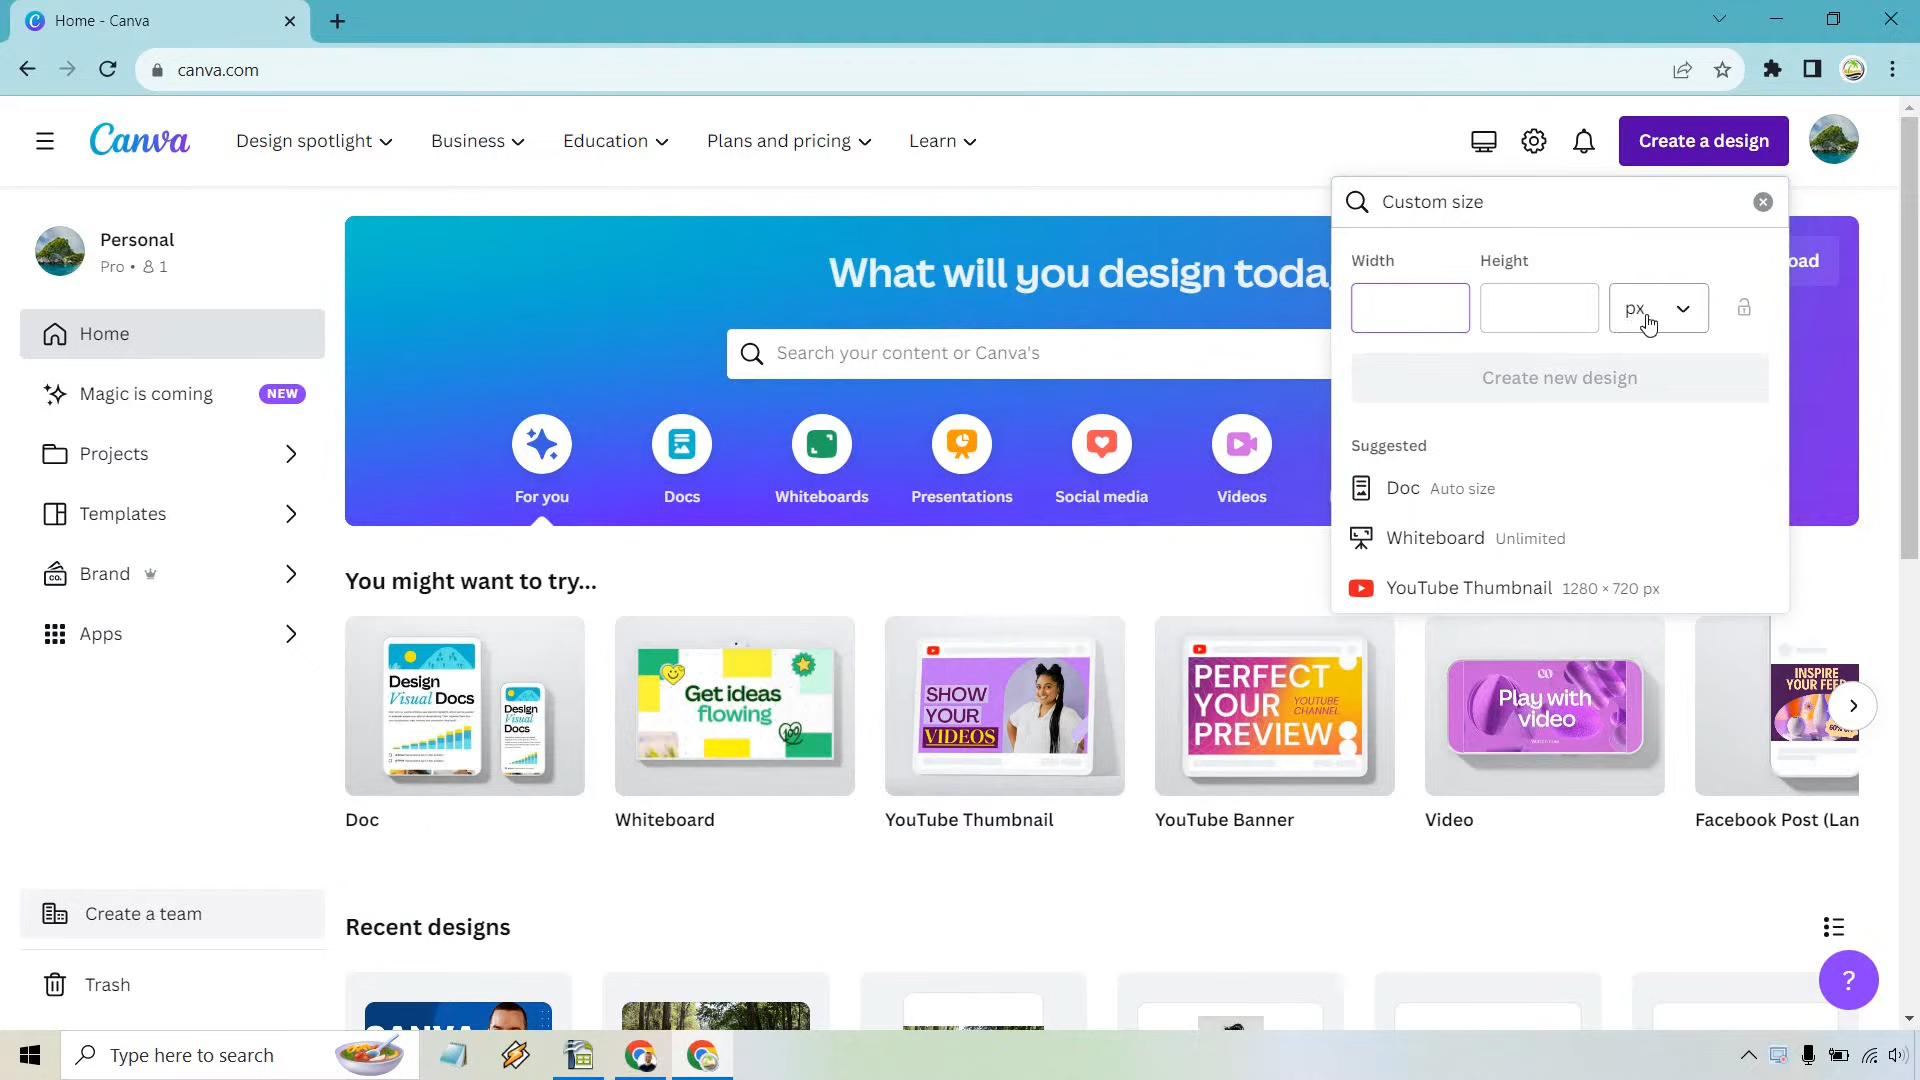 Home - Canva
canva.com
Canva
Design spotlight
Business
Education
Plans and pricing
Learn
Create a design
Personal
Pro • 1
Home
Magic is coming
NEW
Projects
Templates
Brand
Apps
Create a team
Trash
What will you design toda
Search your content or Canva's
For you
Docs
Whiteboards
Presentations
Social media
Videos
oad
Custom size
Width
Height
px
Create new design
Suggested
Doc Auto size
Whiteboard Unlimited
YouTube Thumbnail 1280 × 720 px
You might want to try...
Design
Visual Docs
Design
Visual
Docs
Get ideas
flowing
100
SHOW
YOUR
VIDEOS
PERFECT
YOUR
PREVIEW
YOUTUBE
CHANNEL
Play with
video
INSPIRE
YOUR FEE
Doc
Whiteboard
YouTube Thumbnail
YouTube Banner
Video
Facebook Post (Lan
Recent designs
CANVA
?
Type here to search